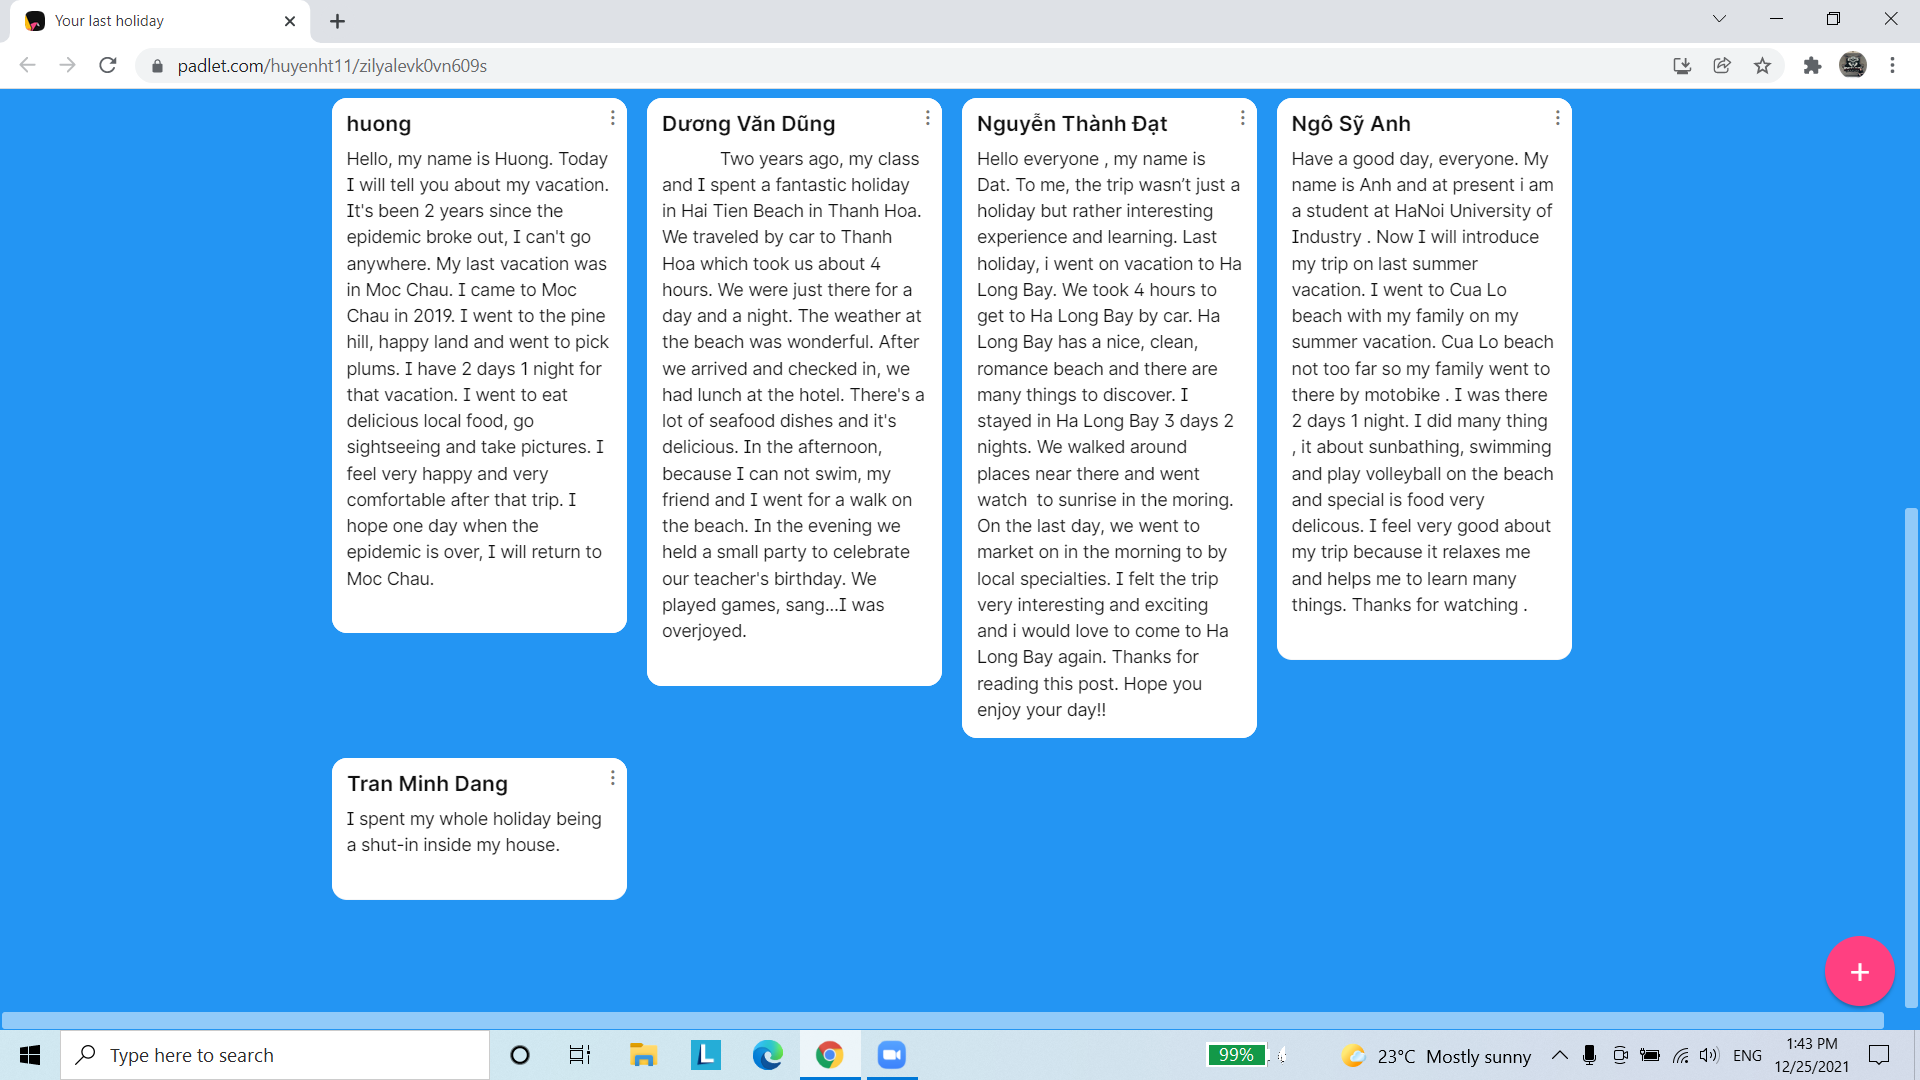 Your last holiday
padlet.com/huyenht11/zilyalevk0vn609s
huong
Hello, my name is Huong. Today
I will tell you about my vacation.
It's been 2 years since the
epidemic broke out, I can't go
anywhere. My last vacation was
in Moc Chau. I came to Moc
Chau in 2019. I went to the pine
hill, happy land and went to pick
plums. I have 2 days 1 night for
that vacation. I went to eat
delicious local food, go
sightseeing and take pictures. I
feel very happy and very
comfortable after that trip. I
hope one day when the
epidemic is over, I will return to
Moc Chau.
Dương Văn Dũng
Two years ago, my class
and I spent a fantastic holiday
in Hai Tien Beach in Thanh Hoa.
We traveled by car to Thanh
Hoa which took us about 4
hours. We were just there for a
day and a night. The weather at
the beach was wonderful. After
we arrived and checked in, we
had lunch at the hotel. There's a
lot of seafood dishes and it's
delicious. In the afternoon,
because I can not swim, my
friend and I went for a walk on
the beach. In the evening we
held a small party to celebrate
our teacher's birthday. We
played games, sang...I was
overjoyed.
Nguyễn Thành Đạt
Hello everyone , my name is
Dat. To me, the trip wasn’t just a
holiday but rather interesting
experience and learning. Last
holiday, i went on vacation to Ha
Long Bay. We took 4 hours to
get to Ha Long Bay by car. Ha
Long Bay has a nice, clean,
romance beach and there are
many things to discover. I
stayed in Ha Long Bay 3 days 2
nights. We walked around
places near there and went
watch  to sunrise in the moring.
On the last day, we went to
market on in the morning to by
local specialties. I felt the trip
very interesting and exciting
and i would love to come to Ha
Long Bay again. Thanks for
reading this post. Hope you
enjoy your day!!
Ngô Sỹ Anh
Have a good day, everyone. My
name is Anh and at present i am
a student at HaNoi University of
Industry . Now I will introduce
my trip on last summer
vacation. I went to Cua Lo
beach with my family on my
summer vacation. Cua Lo beach
not too far so my family went to
there by motobike . I was there
2 days 1 night. I did many thing
, it about sunbathing, swimming
and play volleyball on the beach
and special is food very
delicous. I feel very good about
my trip because it relaxes me
and helps me to learn many
things. Thanks for watching .
Tran Minh Dang
I spent my whole holiday being
a shut-in inside my house.
Type here to search
L
99%
23°C Mostly sunny
ENG
1:43 PM
12/25/2021